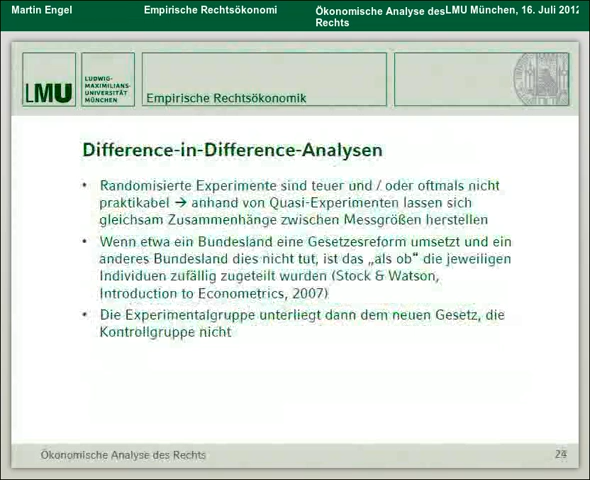 Martin Engel
Empirische Rechtsökonomi
Ökonomische Analyse des
Rechts
LMU München, 16. Juli 2012
LMU
LUDWIG-
MAXIMILIANS-
UNIVERSITÄT
MÜNCHEN
Empirische Rechtsökonomik
Difference-in-Difference-Analysen
• Randomisierte Experimente sind teuer und / oder oftmals nicht
praktikabel → anhand von Quasi-Experimenten lassen sich
gleichsam Zusammenhänge zwischen Messgrößen herstellen
• Wenn etwa ein Bundesland eine Gesetzesreform umsetzt und ein
anderes Bundesland dies nicht tut, ist das „als ob“ die jeweiligen
Individuen zufällig zugeteilt wurden (Stock & Watson,
Introduction to Econometrics, 2007)
• Die Experimentalgruppe unterliegt dann dem neuen Gesetz, die
Kontrollgruppe nicht
Ökonomische Analyse des Rechts
24